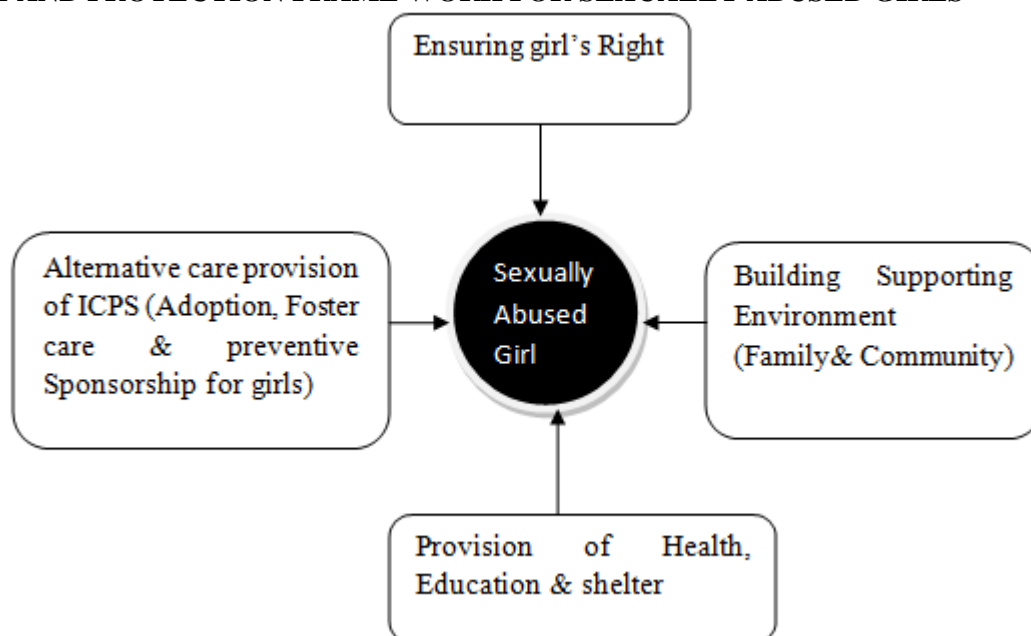 AND PROTECTION FRAME WORK FOR SEXUALLY ABUSED GIRLS
Ensuring girl's Right
Alternative care provision
of ICPS (Adoption, Foster
care & preventive
Sponsorship for girls)
Sexually
Abused
Girl
Building Supporting
Environment
(Family& Community)
Provision of Health,
Education & shelter